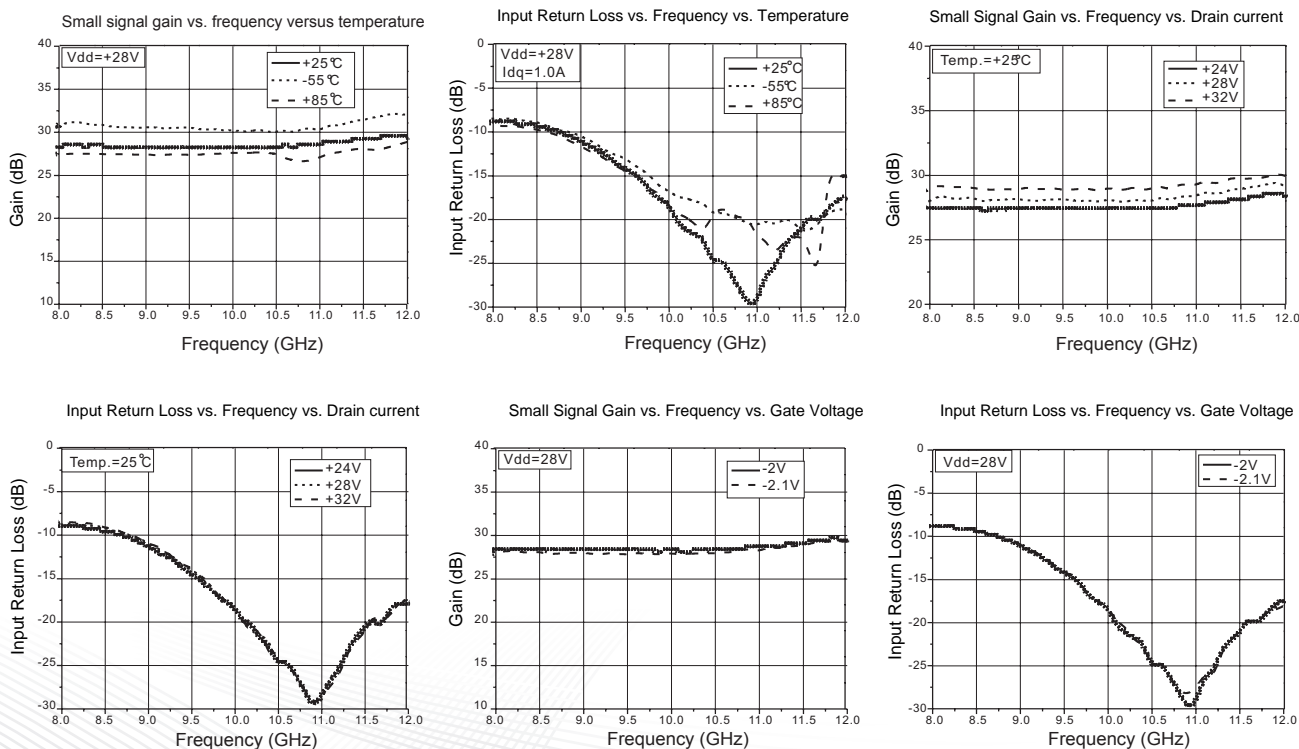 Small signal gain vs. frequency versus temperature
40
35
30
25
20
15
10
Gain (dB)
Vdd=+28V
+25℃
-55℃
+85℃
8.0 8.5 9.0 9.5 10.0 10.5 11.0 11.5 12.0
Frequency (GHz)
Input Return Loss vs. Frequency vs. Temperature
0
-5
-10
-15
-20
-25
-30
Input Return Loss (dB)
Vdd=+28V
Idq=1.0A
+25℃
-55℃
+85℃
8.0 8.5 9.0 9.5 10.0 10.5 11.0 11.5 12.0
Frequency (GHz)
Small Signal Gain vs. Frequency vs. Drain current
40
35
30
25
20
Gain (dB)
Temp.=+25℃
+24V
+28V
+32V
8.0 8.5 9.0 9.5 10.0 10.5 11.0 11.5 12.0
Frequency (GHz)
Input Return Loss vs. Frequency vs. Drain current
0
-5
-10
-15
-20
-25
-30
Input Return Loss (dB)
Temp.=25℃
+24V
+28V
+32V
8.0 8.5 9.0 9.5 10.0 10.5 11.0 11.5 12.0
Frequency (GHz)
Small Signal Gain vs. Frequency vs. Gate Voltage
40
35
30
25
20
15
10
Gain (dB)
Vdd=28V
-2V
-2.1V
8.0 8.5 9.0 9.5 10.0 10.5 11.0 11.5 12.0
Frequency (GHz)
Input Return Loss vs. Frequency vs. Gate Voltage
0
-5
-10
-15
-20
-25
-30
Input Return Loss (dB)
Vdd=28V
-2V
-2.1V
8.0 8.5 9.0 9.5 10.0 10.5 11.0 11.5 12.0
Frequency (GHz)